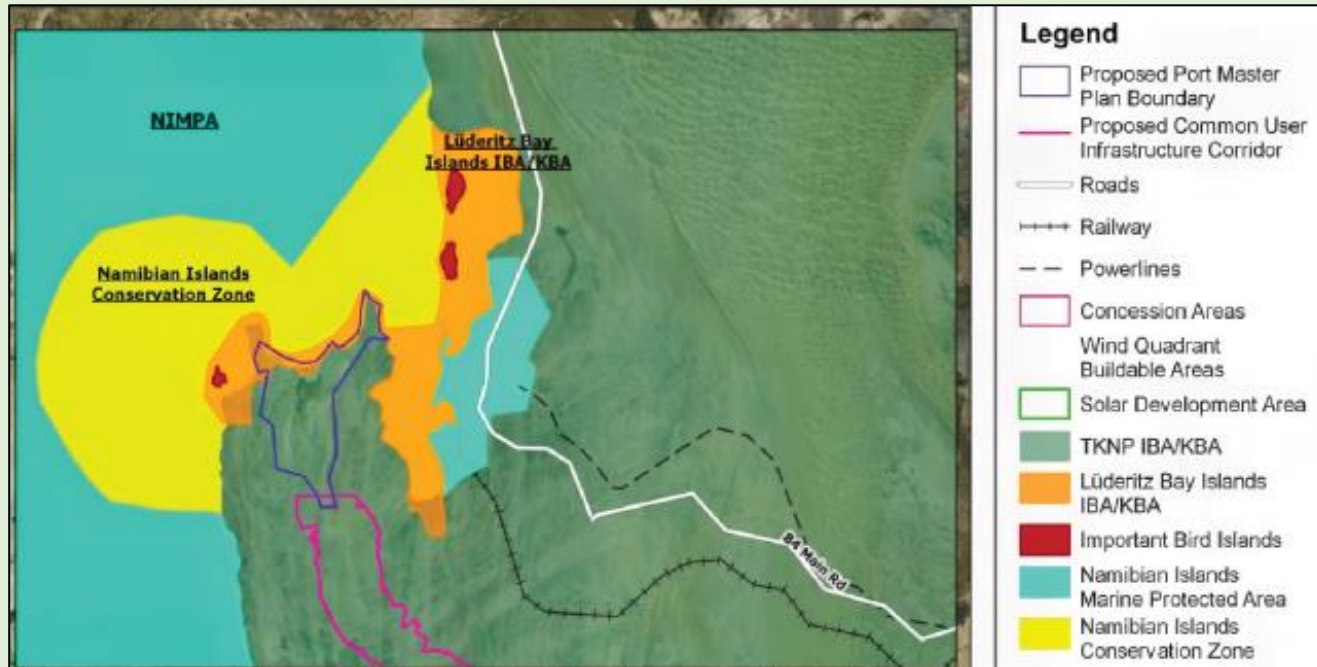 NIMPA
Lüderitz Bay
Islands IBA/KBA
Namibian Islands
Conservation Zone
B4 Main Rd
Legend
Proposed Port Master
Plan Boundary
Proposed Common User
Infrastructure Corridor
Roads
Railway
Powerlines
Concession Areas
Wind Quadrant
Buildable Areas
Solar Development Area
TKNP IBA/KBA
Lüderitz Bay Islands
IBA/KBA
Important Bird Islands
Namibian Islands
Marine Protected Area
Namibian Islands
Conservation Zone